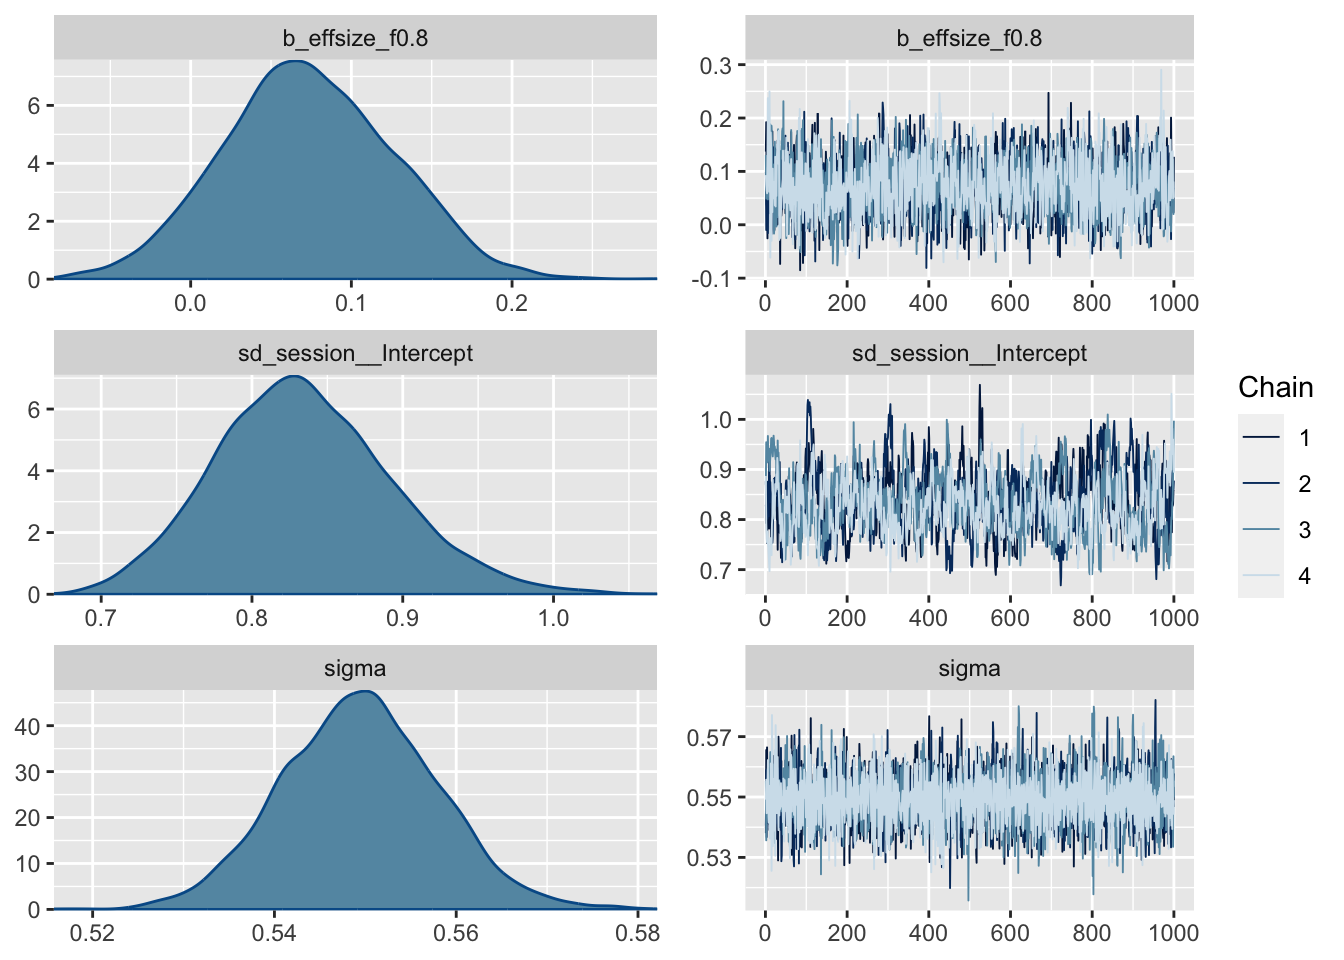 b_effsize_f0.8
6
4
2
0
0.0 0.1 0.2
b_effsize_f0.8
0.3
0.2
0.1
0.0
-0.1
0 200 400 600 800 1000
sd_session__Intercept
6
4
2
0
0.7 0.8 0.9 1.0
sd_session__Intercept
1.0
0.9
0.8
0.7
0 200 400 600 800 1000
sigma
40
30
20
10
0
0.52 0.54 0.56 0.58
sigma
0.57
0.55
0.53
0 200 400 600 800 1000
Chain
1
2
3
4